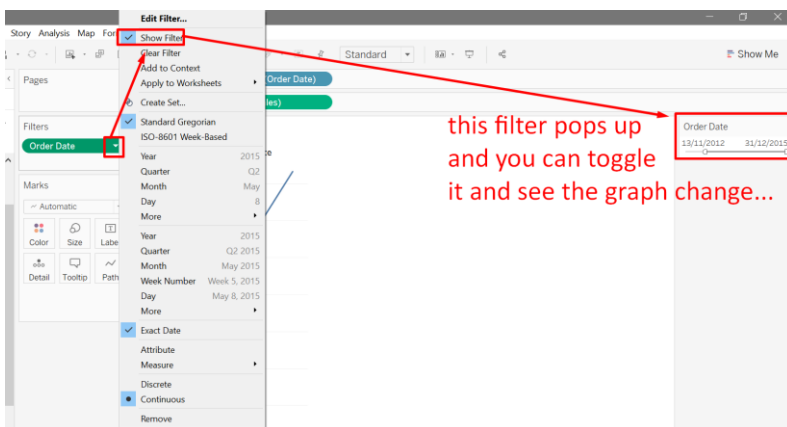 Edit Filter...
Story Analysis Map For
Show Filter
Clear Filter
Standard
Show Me
Add to Context
Pages
Apply to Worksheets
Order Date)
Create Set...
les)
Filters
Standard Gregorian
ISO-8601 Week-Based
Order Date
Year 2015
Quarter Q2
Month May
Day 8
More
Marks
Automatic
Year 2015
Quarter Q2 2015
Month May 2015
Week Number Week 5, 2015
Day May 8, 2015
More
Color Size Labe
Detail Tooltip Path
Exact Date
Attribute
Measure
Discrete
Continuous
Remove
this filter pops up
and you can toggle
it and see the graph change...
Order Date
13/11/2012 31/12/2015